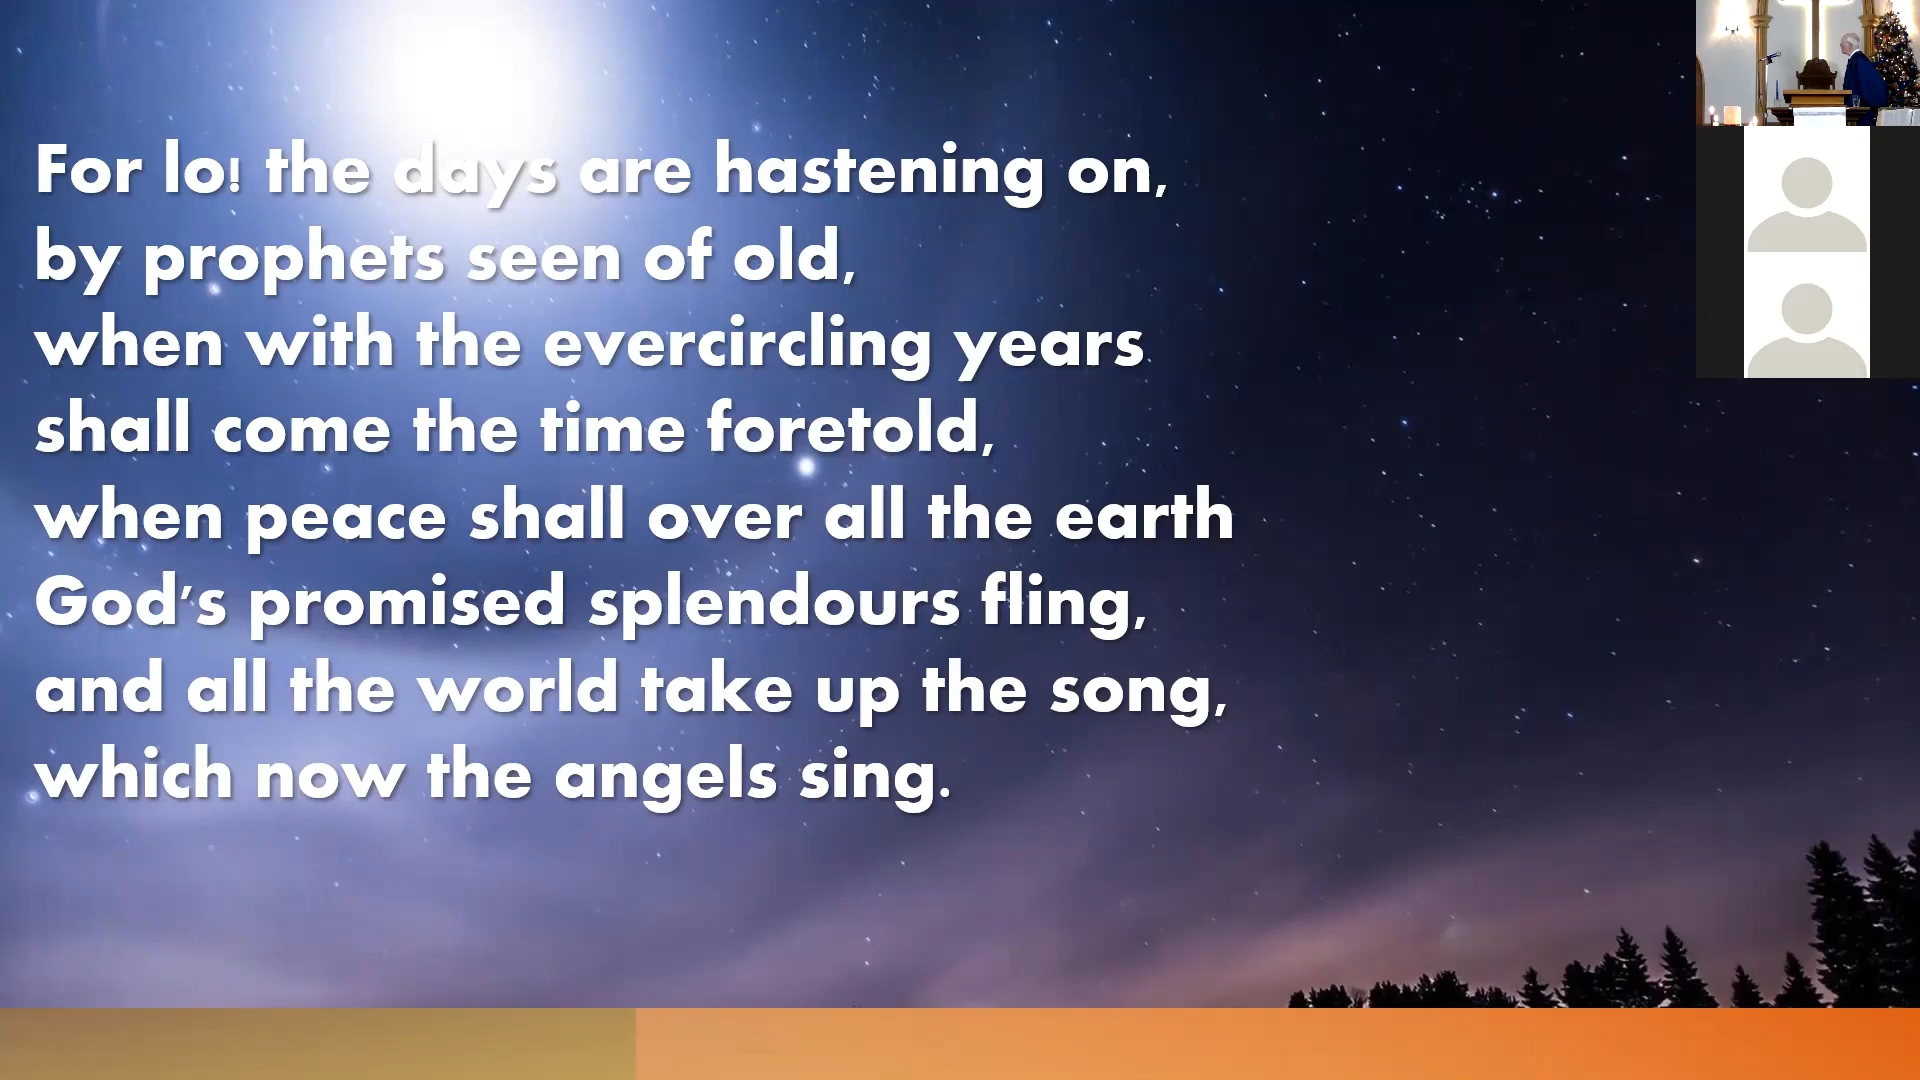 For lo! the days are hastening on,
by prophets seen of old,
when with the evercircling years
shall come the time foretold,
when peace shall over all the earth
God's promised splendours fling,
and all the world take up the song,
which now the angels sing.